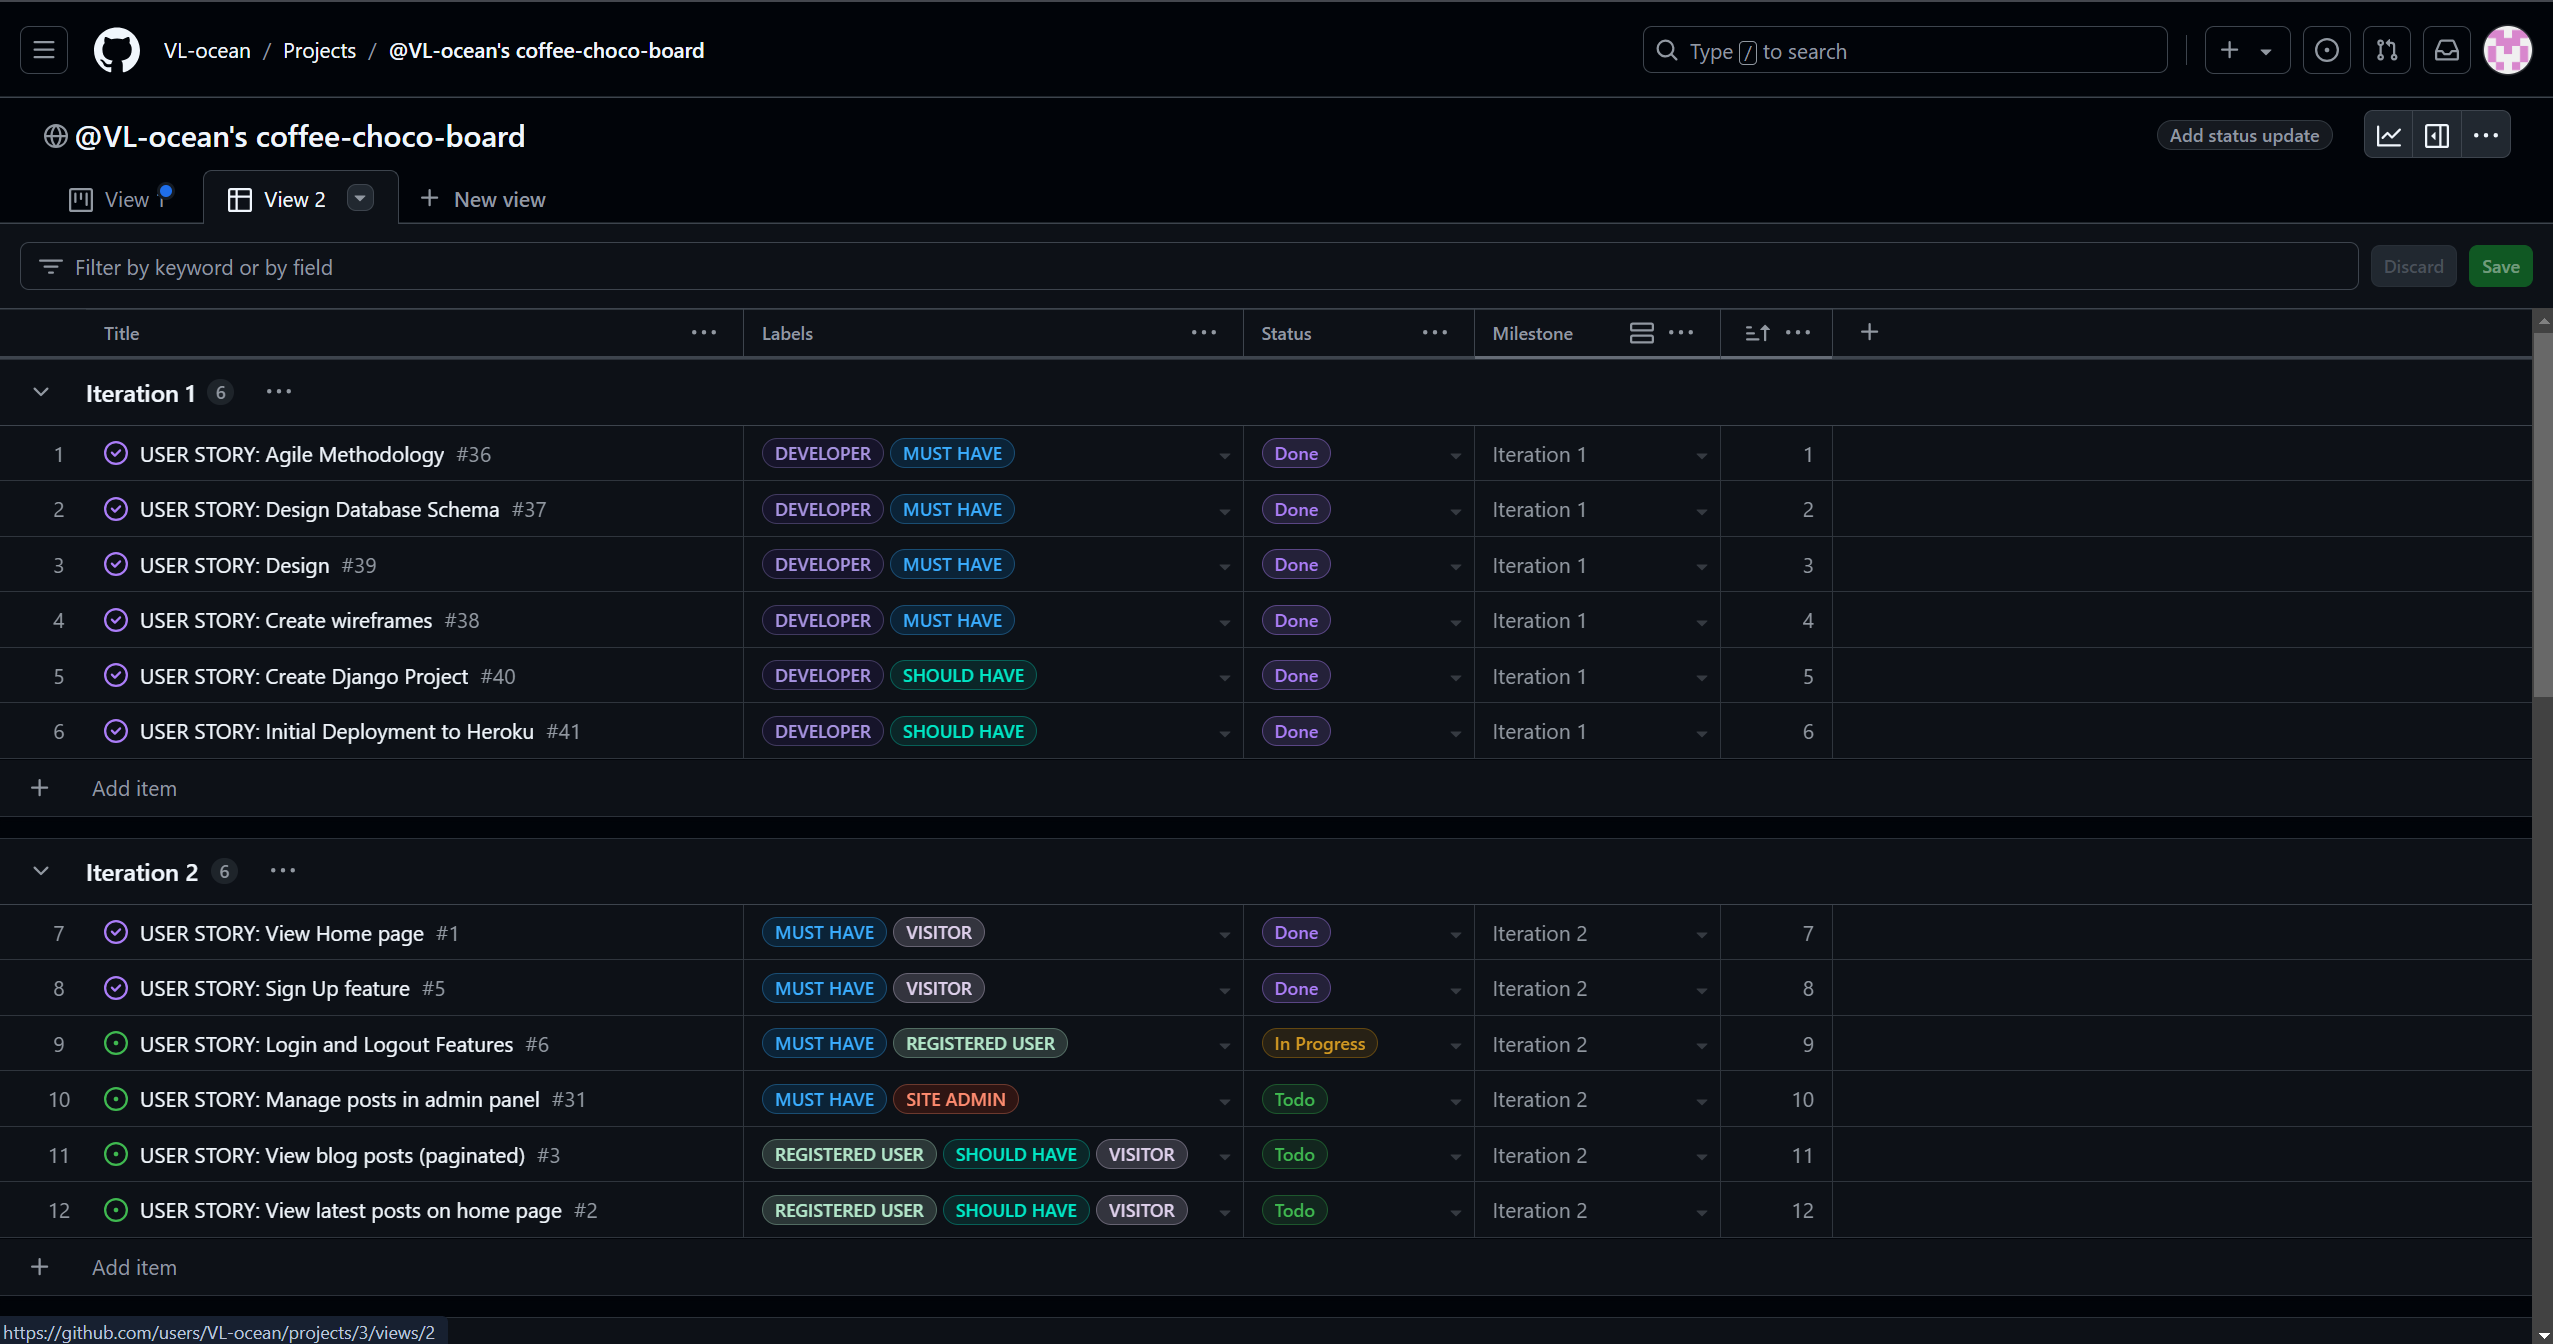 VL-ocean / Projects / @VL-ocean's coffee-choco-board
Type / to search
@VL-ocean's coffee-choco-board
Add status update
View 1
View 2
New view
Filter by keyword or by field
Discard
Save
Title Labels Status Milestone
Iteration 1 6
1 USER STORY: Agile Methodology #36 DEVELOPER MUST HAVE Done Iteration 1 1
2 USER STORY: Design Database Schema #37 DEVELOPER MUST HAVE Done Iteration 1 2
3 USER STORY: Design #39 DEVELOPER MUST HAVE Done Iteration 1 3
4 USER STORY: Create wireframes #38 DEVELOPER MUST HAVE Done Iteration 1 4
5 USER STORY: Create Django Project #40 DEVELOPER SHOULD HAVE Done Iteration 1 5
6 USER STORY: Initial Deployment to Heroku #41 DEVELOPER SHOULD HAVE Done Iteration 1 6
Add item
Iteration 2 6
7 USER STORY: View Home page #1 MUST HAVE VISITOR Done Iteration 2 7
8 USER STORY: Sign Up feature #5 MUST HAVE VISITOR Done Iteration 2 8
9 USER STORY: Login and Logout Features #6 MUST HAVE REGISTERED USER In Progress Iteration 2 9
10 USER STORY: Manage posts in admin panel #31 MUST HAVE SITE ADMIN Todo Iteration 2 10
11 USER STORY: View blog posts (paginated) #3 REGISTERED USER SHOULD HAVE VISITOR Todo Iteration 2 11
12 USER STORY: View latest posts on home page #2 REGISTERED USER SHOULD HAVE VISITOR Todo Iteration 2 12
Add item
https://github.com/users/VL-ocean/projects/3/views/2